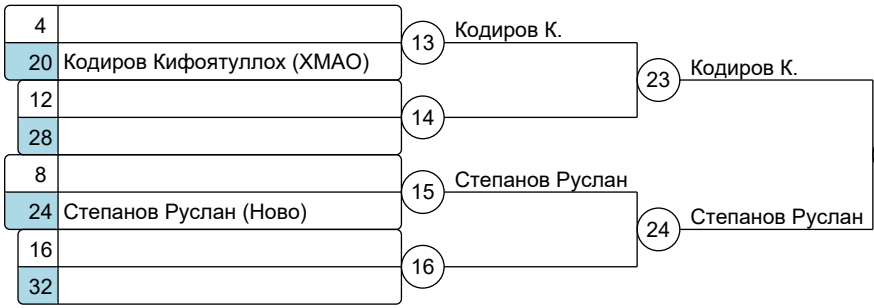 4
20 Кодиров Кифоятуллох (ХМАО)
12
28
8
24 Степанов Руслан (Ново)
16
32
13 Кодиров К.
14
15 Степанов Руслан
16
23 Кодиров К.
24 Степанов Руслан